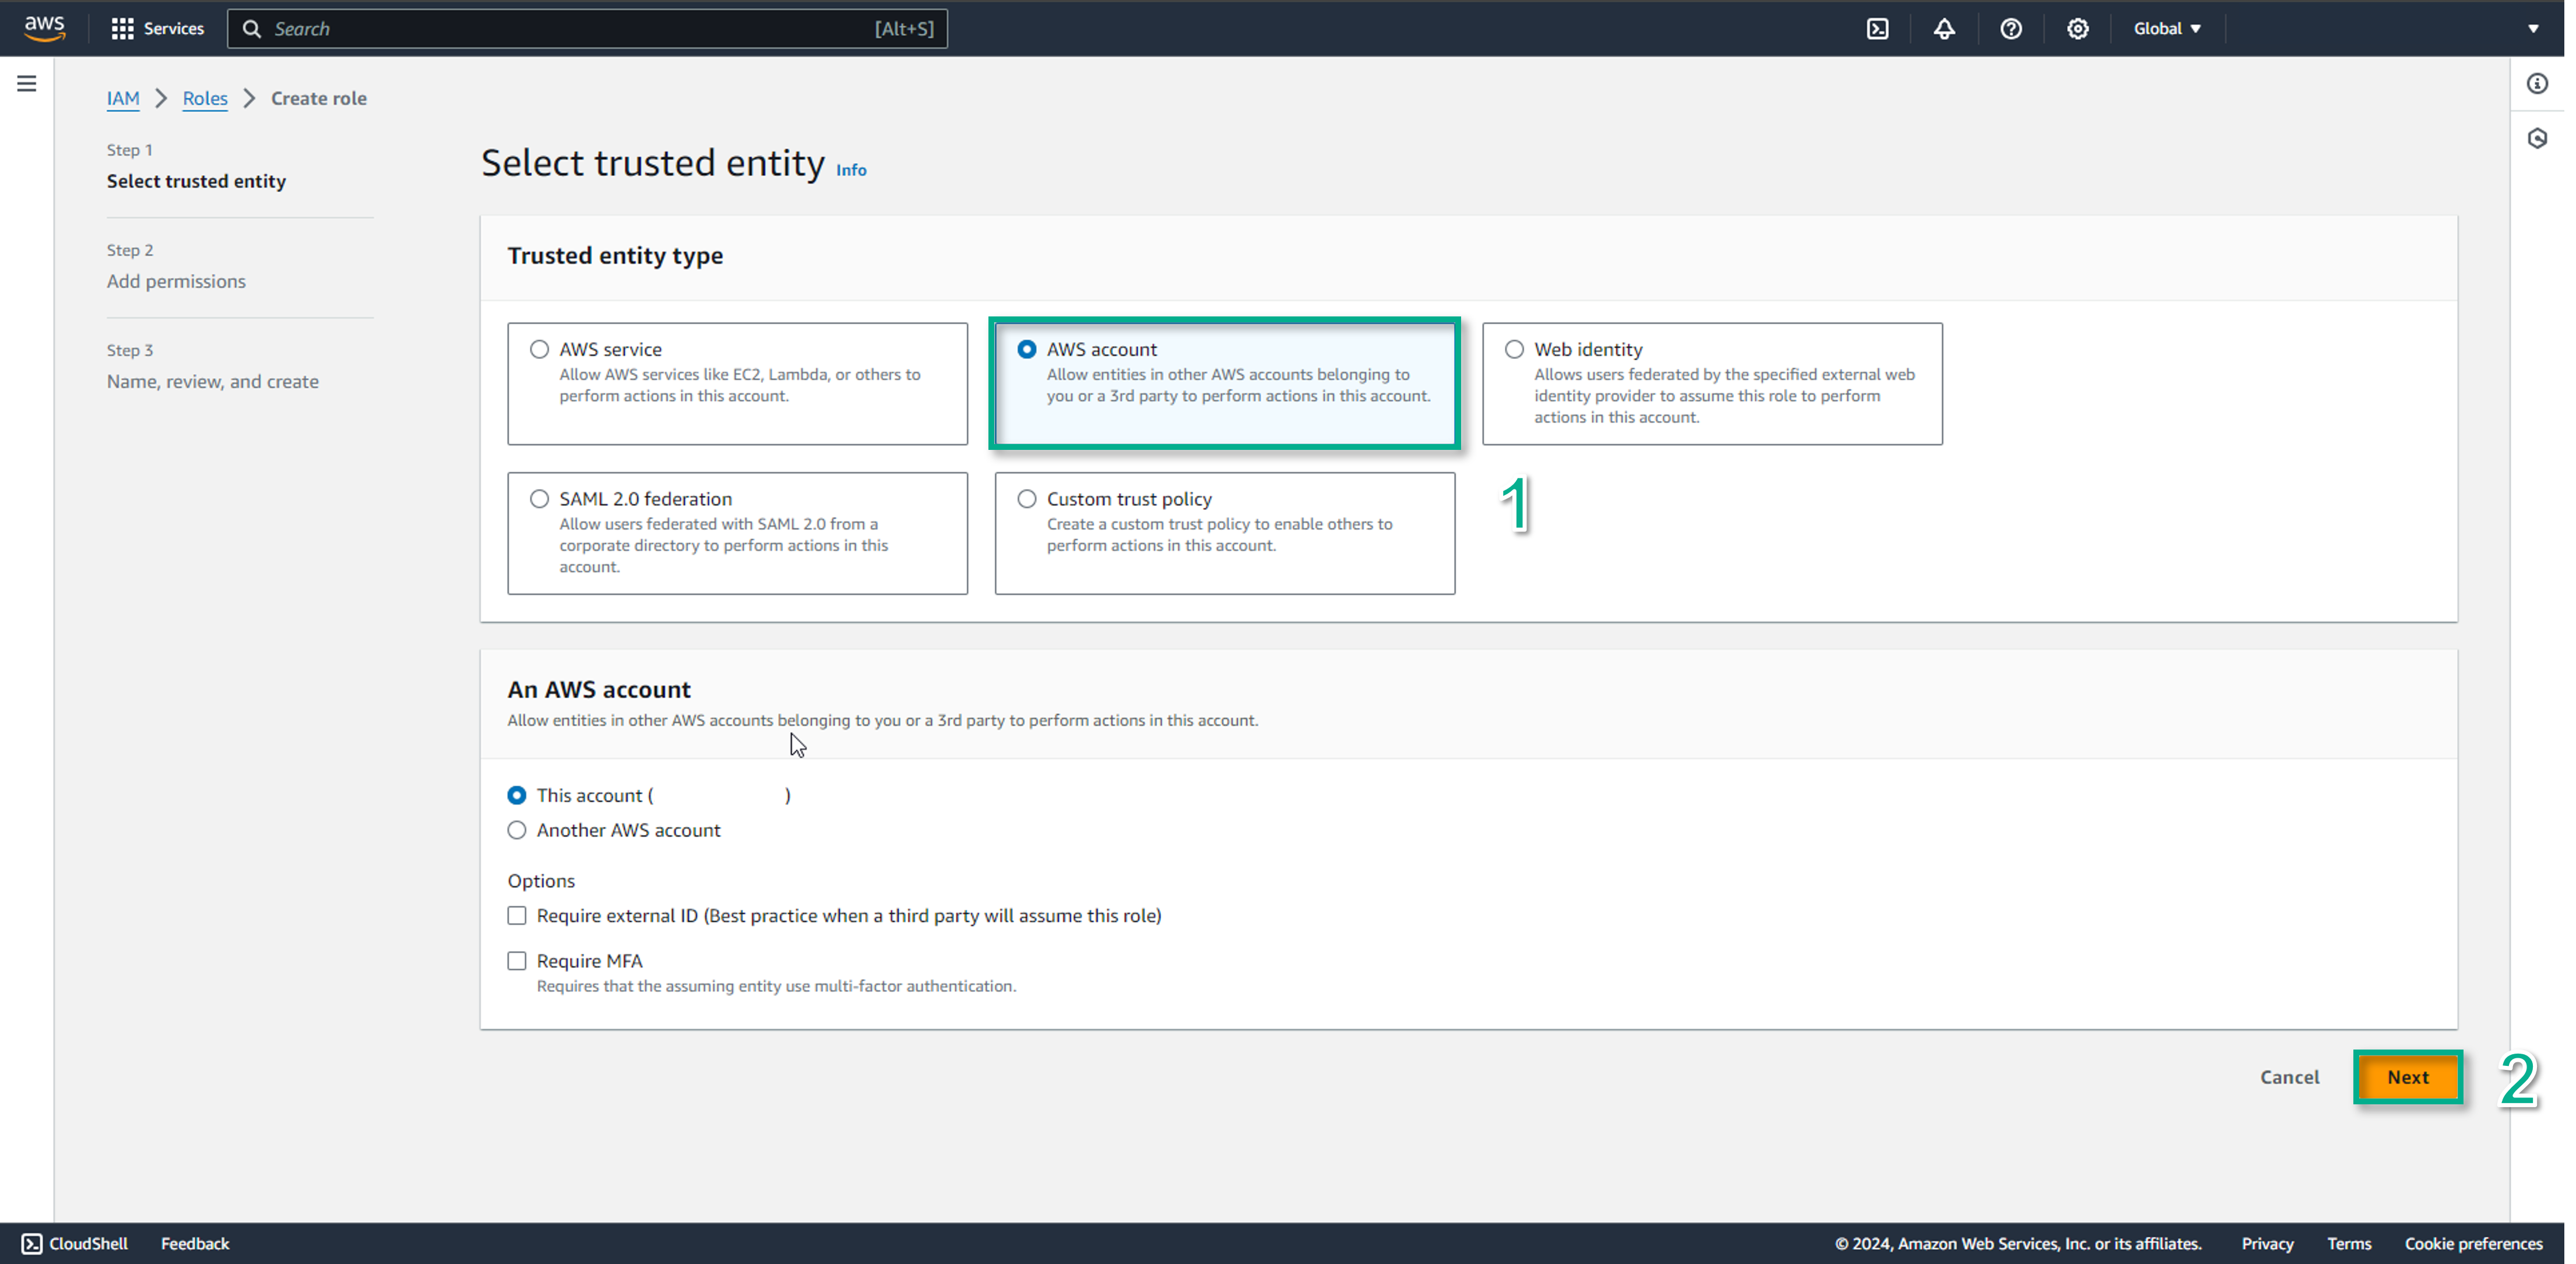 aws
Services
Search
[Alt+S]
Global
IAM
Roles
Create role
Step 1
Select trusted entity
Step 2
Add permissions
Step 3
Name, review, and create
Select trusted entity Info
Trusted entity type
AWS service
Allow AWS services like EC2, Lambda, or others to
perform actions in this account.
AWS account
Allow entities in other AWS accounts belonging to
you or a 3rd party to perform actions in this account.
Web identity
Allows users federated by the specified external web
identity provider to assume this role to perform
actions in this account.
SAML 2.0 federation
Allow users federated with SAML 2.0 from a
corporate directory to perform actions in this
account.
Custom trust policy
Create a custom trust policy to enable others to
perform actions in this account.
1
An AWS account
Allow entities in other AWS accounts belonging to you or a 3rd party to perform actions in this account.
This account ( )
Another AWS account
Options
Require external ID (Best practice when a third party will assume this role)
Require MFA
Requires that the assuming entity use multi-factor authentication.
Cancel
Next
2
CloudShell
Feedback
© 2024, Amazon Web Services, Inc. or its affiliates.
Privacy
Terms
Cookie preferences